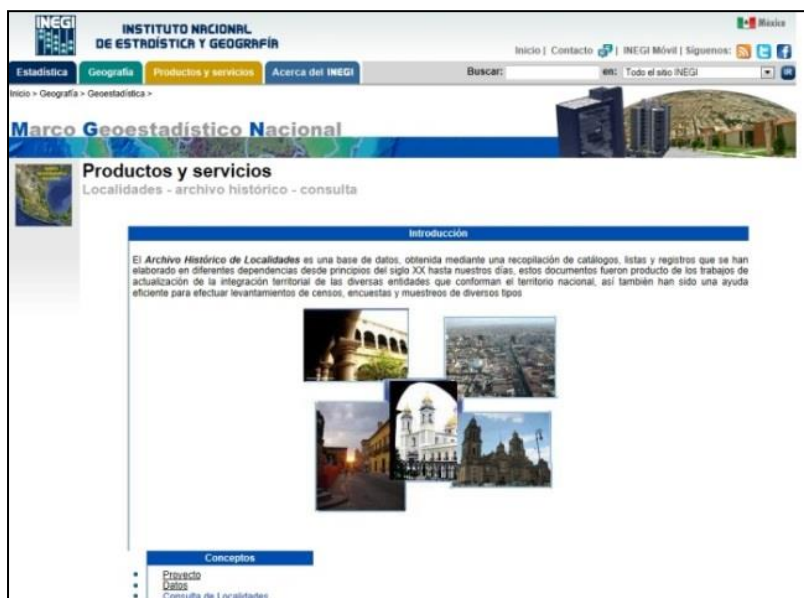 INEGI
INSTITUTO NACIONAL
DE ESTADÍSTICA Y GEOGRAFÍA
México
Inicio | Contacto | INEGI Móvil | Síguenos:
Estadística Geografía Productos y servicios Acerca del INEGI Buscar: en: Todo el sitio INEGI
Inicio > Geografía > Geoestadística >
Marco Geoestadístico Nacional
Productos y servicios
Localidades - archivo histórico - consulta
Introducción
El Archivo Histórico de Localidades es una base de datos, obtenida mediante una recopilación de catálogos, listas y registros que se han
elaborado en diferentes dependencias desde principios del siglo XX hasta nuestros días, estos documentos fueron producto de los trabajos de
actualización de la integración territorial de las diversas entidades que conforman el territorio nacional, así también han sido una ayuda
eficiente para efectuar levantamientos de censos, encuestas y muestreos de diversos tipos
Conceptos
Proyecto
Datos
Consulta de Localidades